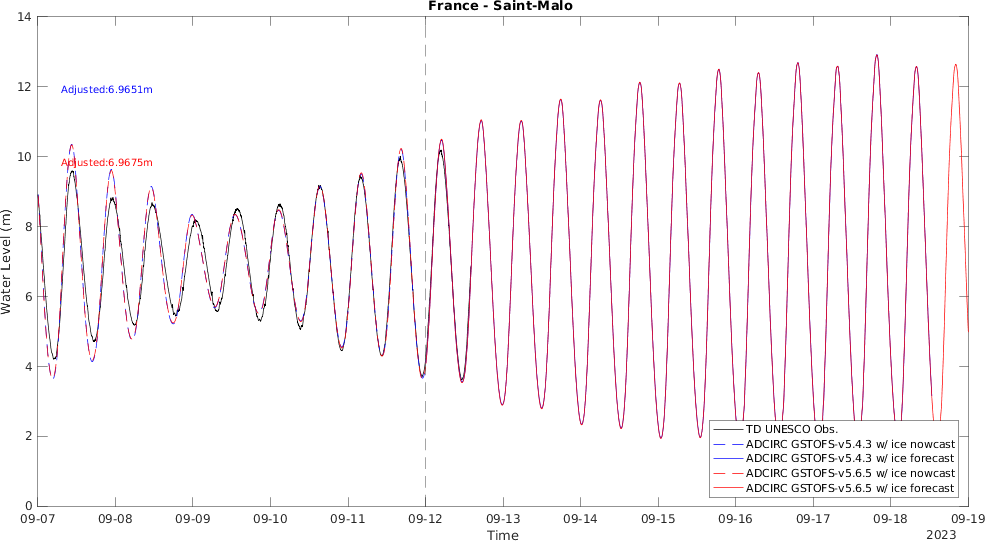 France - Saint-Malo
14
12
10
8
6
4
2
0
Water Level (m)
Adjusted:6.9651m
Adjusted:6.9675m
TD UNESCO Obs.
ADCIRC GSTOFS-v5.4.3 w/ ice nowcast
ADCIRC GSTOFS-v5.4.3 w/ ice forecast
ADCIRC GSTOFS-v5.6.5 w/ ice nowcast
ADCIRC GSTOFS-v5.6.5 w/ ice forecast
09-07 09-08 09-09 09-10 09-11 09-12 09-13 09-14 09-15 09-16 09-17 09-18 09-19
Time
2023